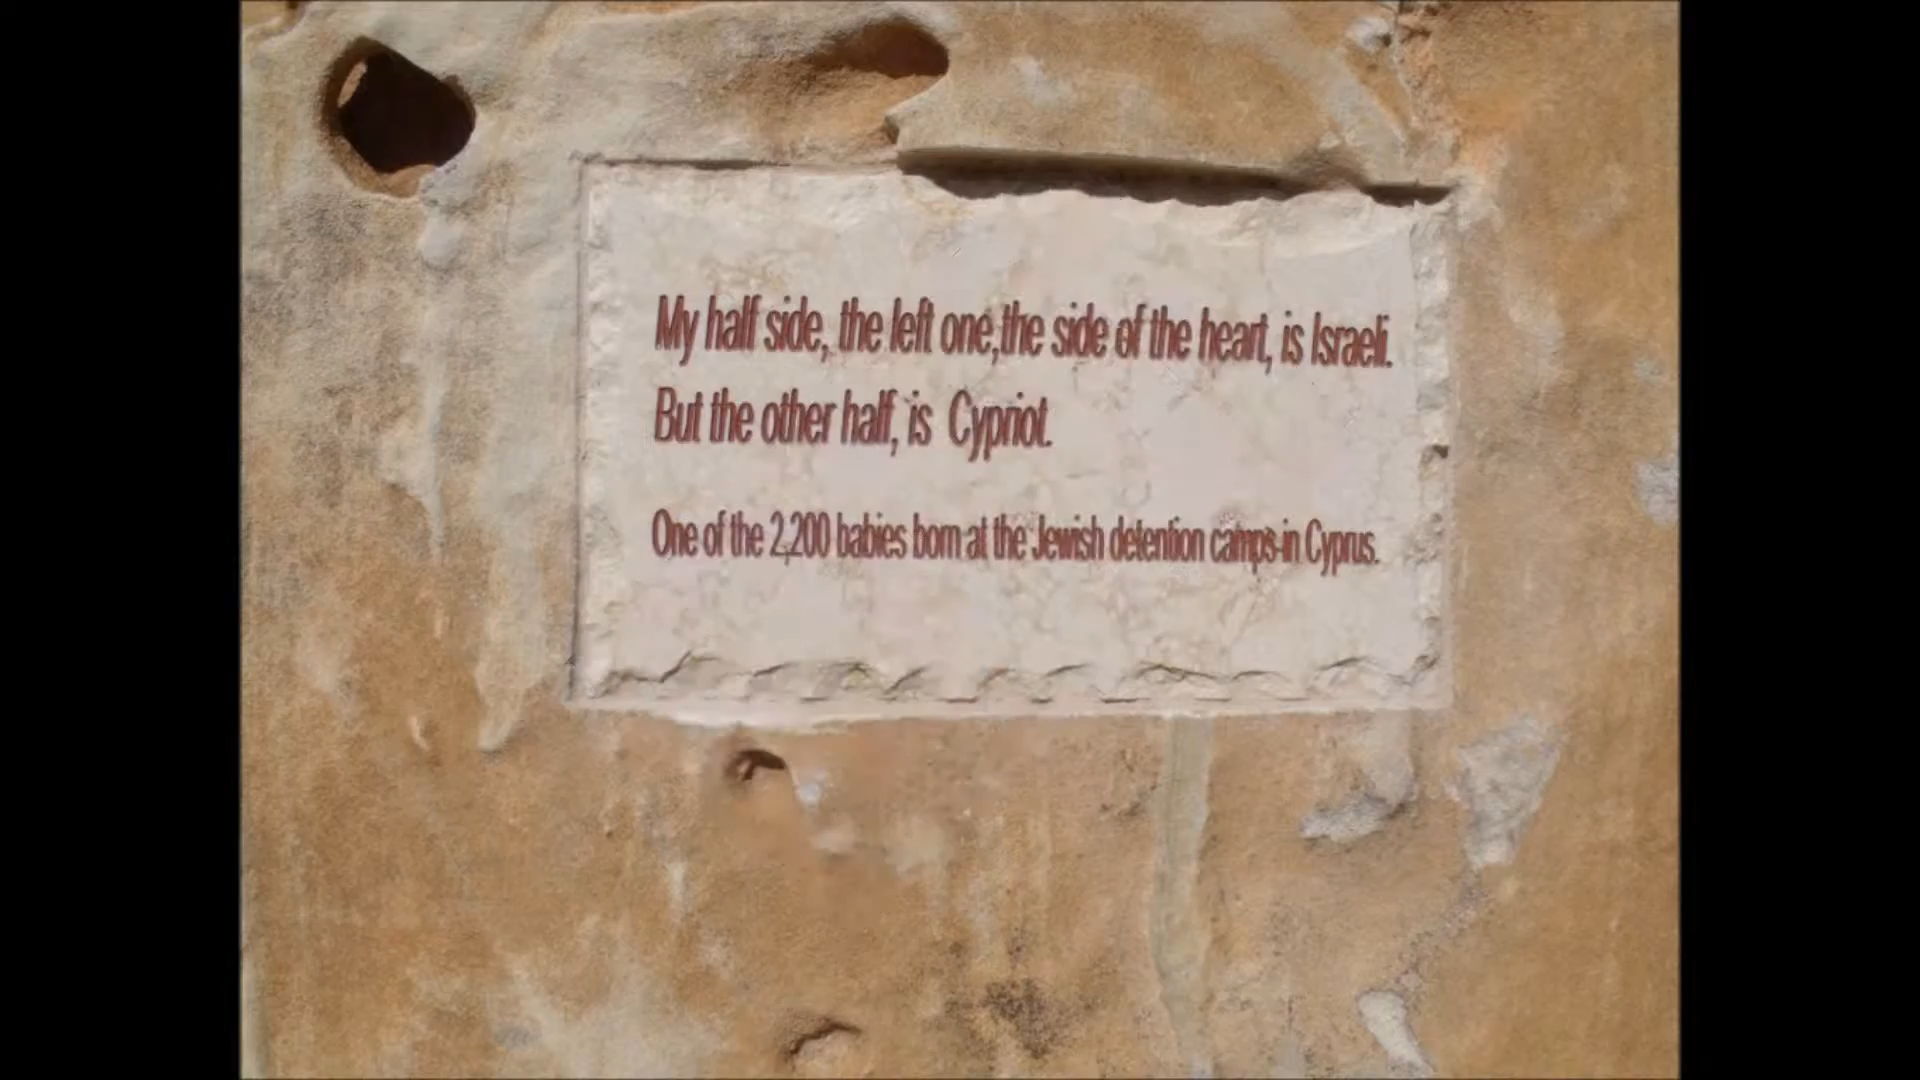 My half side, the left one,the side of the heart, is Israeli.
But the other half, is Cypriot.
One of the 2,200 babies born at the Jewish detention camps in Cyprus.